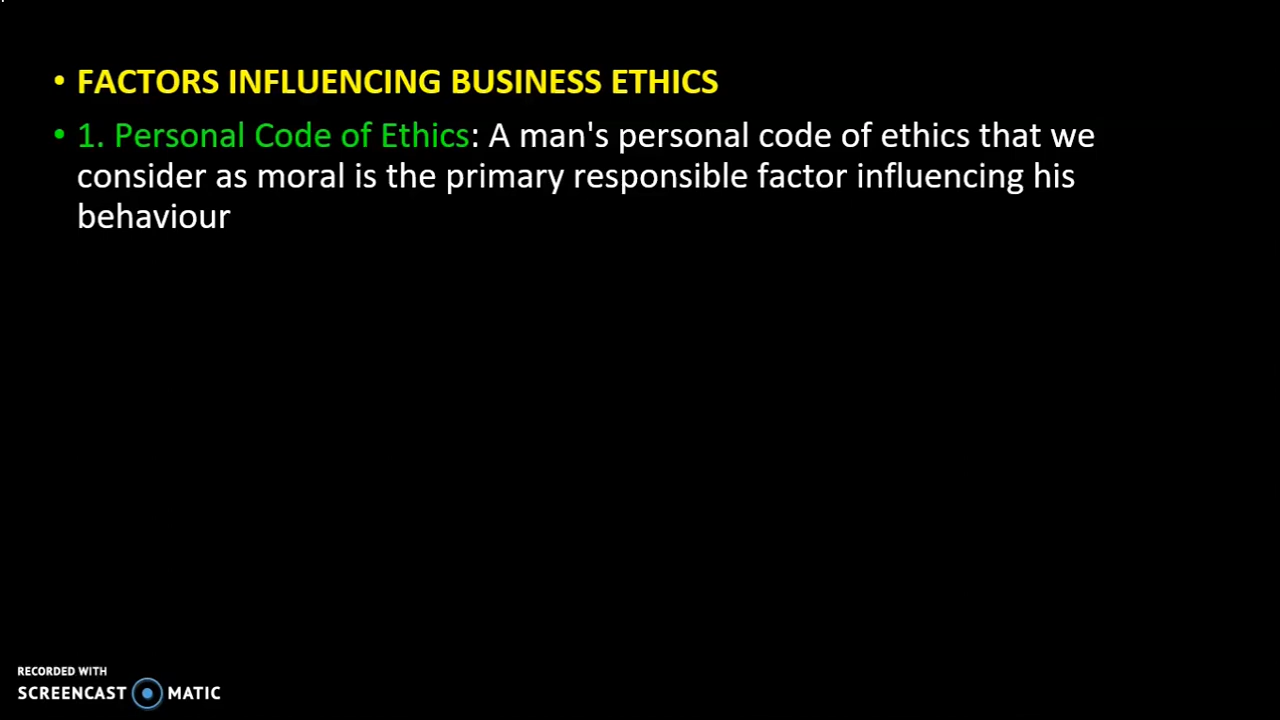 • FACTORS INFLUENCING BUSINESS ETHICS
• 1. Personal Code of Ethics: A man's personal code of ethics that we
consider as moral is the primary responsible factor influencing his
behaviour
RECORDED WITH
SCREENCAST MATIC